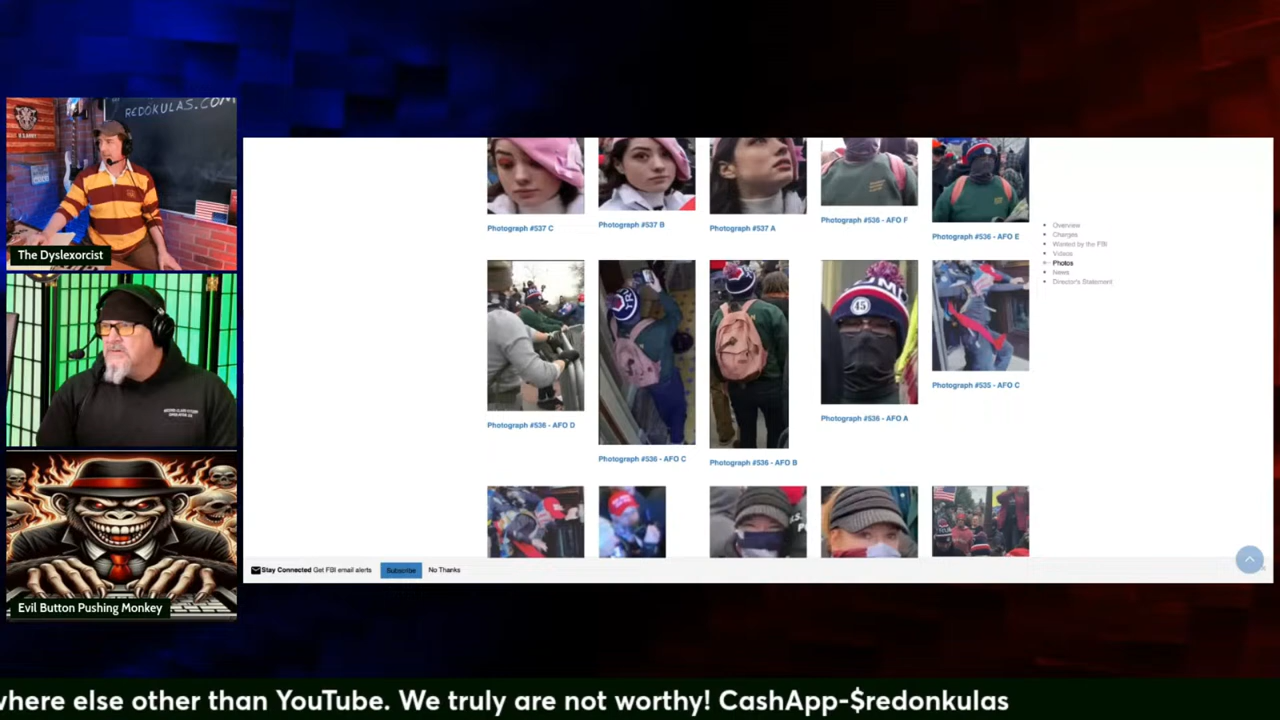 REDOKULAS.COM
The Dyslexorcist
Evil Button Pushing Monkey
Photograph #537 C
Photograph #537 B
Photograph #537 A
Photograph #536 - AFO F
Photograph #536 - AFO E
Photograph #536 - AFO D
Photograph #536 - AFO C
Photograph #536 - AFO B
Photograph #536 - AFO A
Photograph #535 - AFO C
45
Overview
Charges
Wanted by the FBI
Videos
Photos
News
Director's Statement
Stay Connected Get FBI email alerts
Subscribe
No Thanks
where else other than YouTube. We truly are not worthy! CashApp-$redonkulas